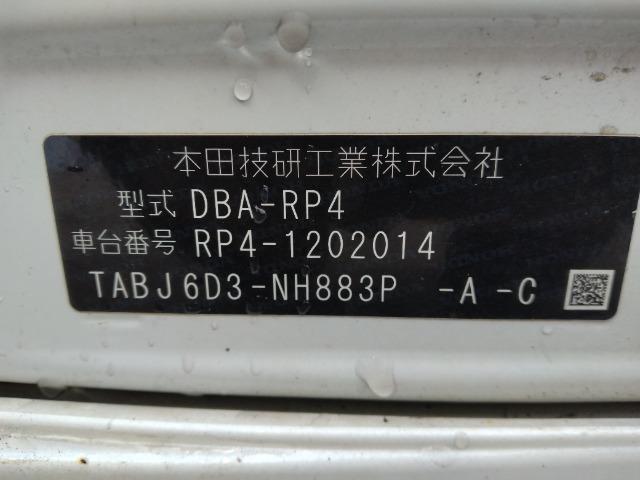 本田技研工業株式会社
型式 DBA-RP4
車台番号 RP4-1202014
TABJ6D3-NH883P -A -C